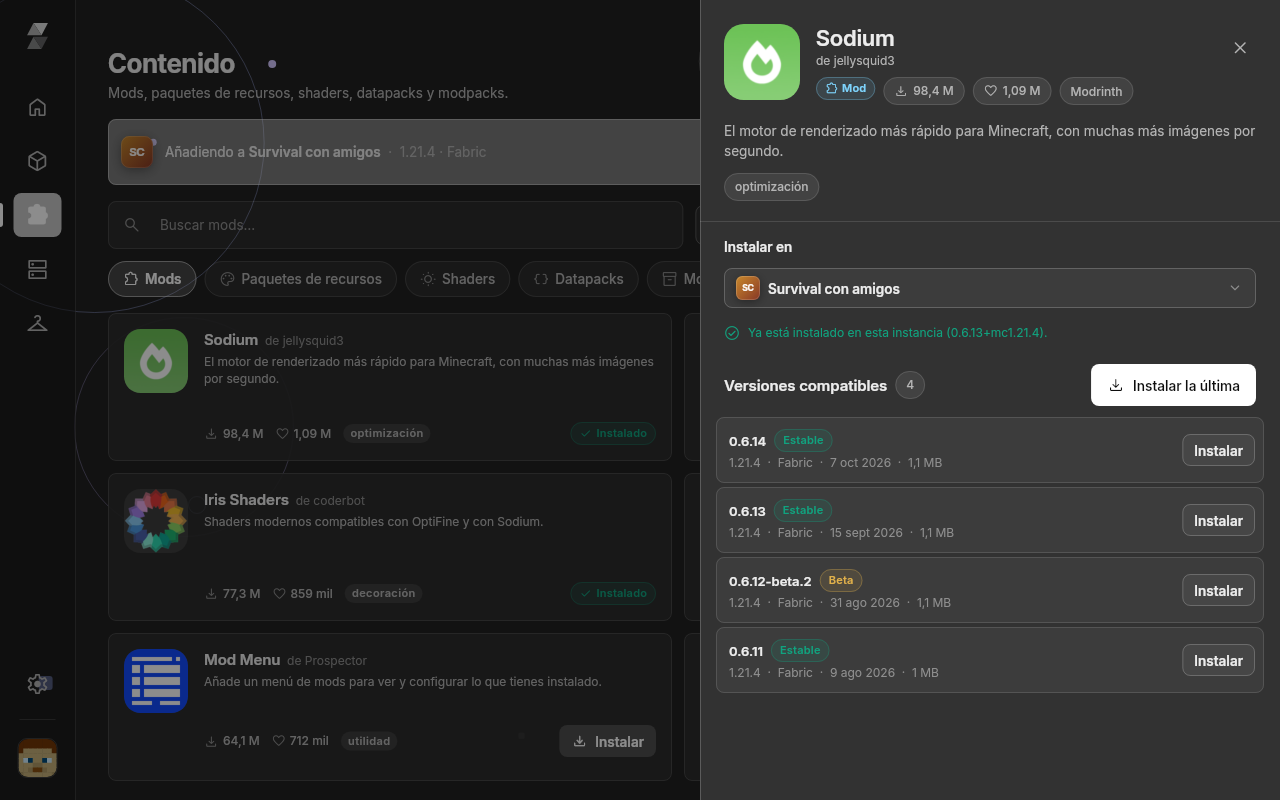 Contenido
Mods, paquetes de recursos, shaders, datapacks y modpacks.
SC Añadiendo a Survival con amigos · 1.21.4 · Fabric
Buscar mods...
Mods Paquetes de recursos Shaders Datapacks
Sodium de jellysquid3
El motor de renderizado más rápido para Minecraft, con muchas más imágenes
por segundo.
98,4 M 1,09 M optimización Instalado
Iris Shaders de coderbot
Shaders modernos compatibles con OptiFine y con Sodium.
77,3 M 859 mil decoración Instalado
Mod Menu de Prospector
Añade un menú de mods para ver y configurar lo que tienes instalado.
64,1 M 712 mil utilidad Instalar
Sodium
de jellysquid3
Mod 98,4 M 1,09 M Modrinth
El motor de renderizado más rápido para Minecraft, con muchas más imágenes por
segundo.
optimización
Instalar en
SC Survival con amigos
Ya está instalado en esta instancia (0.6.13+mc1.21.4).
Versiones compatibles 4 Instalar la última
0.6.14 Estable
1.21.4 · Fabric · 7 oct 2026 · 1,1 MB
Instalar
0.6.13 Estable
1.21.4 · Fabric · 15 sept 2026 · 1,1 MB
Instalar
0.6.12-beta.2 Beta
1.21.4 · Fabric · 31 ago 2026 · 1,1 MB
Instalar
0.6.11 Estable
1.21.4 · Fabric · 9 ago 2026 · 1 MB
Instalar